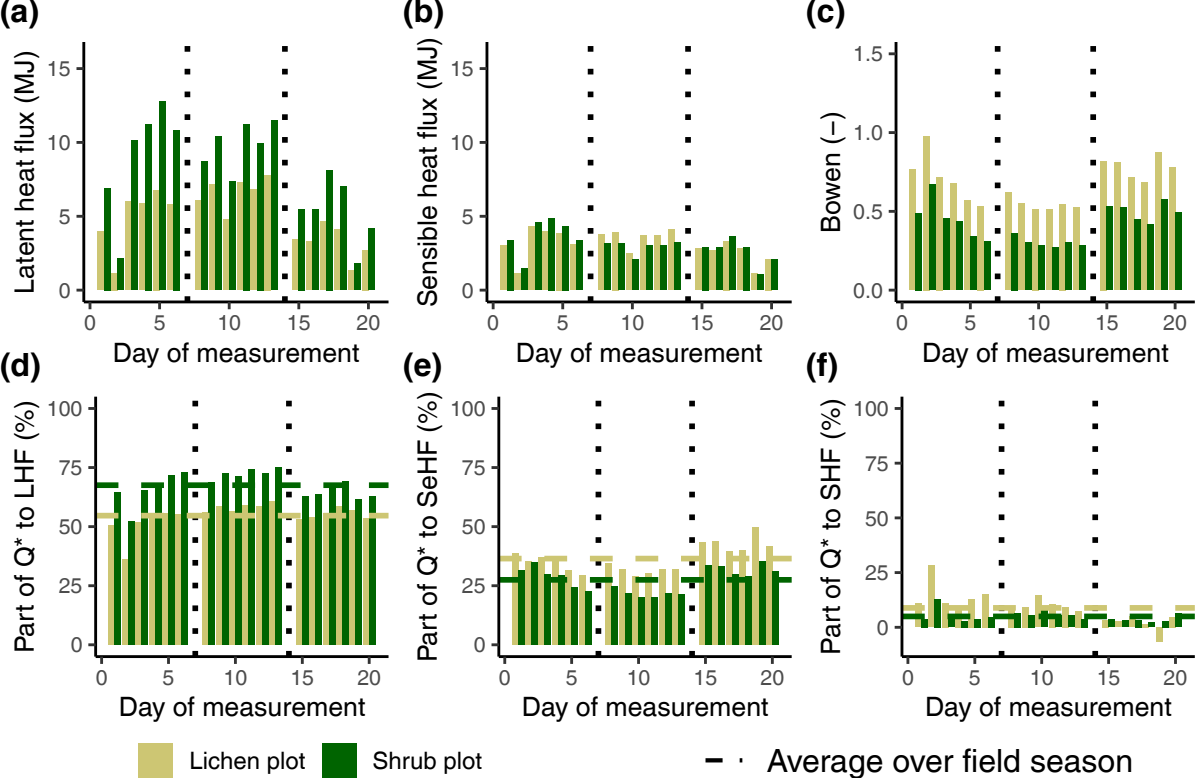 (a)
Latent heat flux (MJ)
15
10
5
0
0 5 10 15 20
Day of measurement
(b)
Sensible heat flux (MJ)
15
10
5
0
0 5 10 15 20
Day of measurement
(c)
Bowen (−)
1.5
1.0
0.5
0.0
0 5 10 15 20
Day of measurement
(d)
Part of Q* to LHF (%)
100
75
50
25
0
0 5 10 15 20
Day of measurement
(e)
Part of Q* to SeHF (%)
100
75
50
25
0
0 5 10 15 20
Day of measurement
(f)
Part of Q* to SHF (%)
100
75
25
0
0 5 10 15 20
Day of measurement
Lichen plot Shrub plot Average over field season